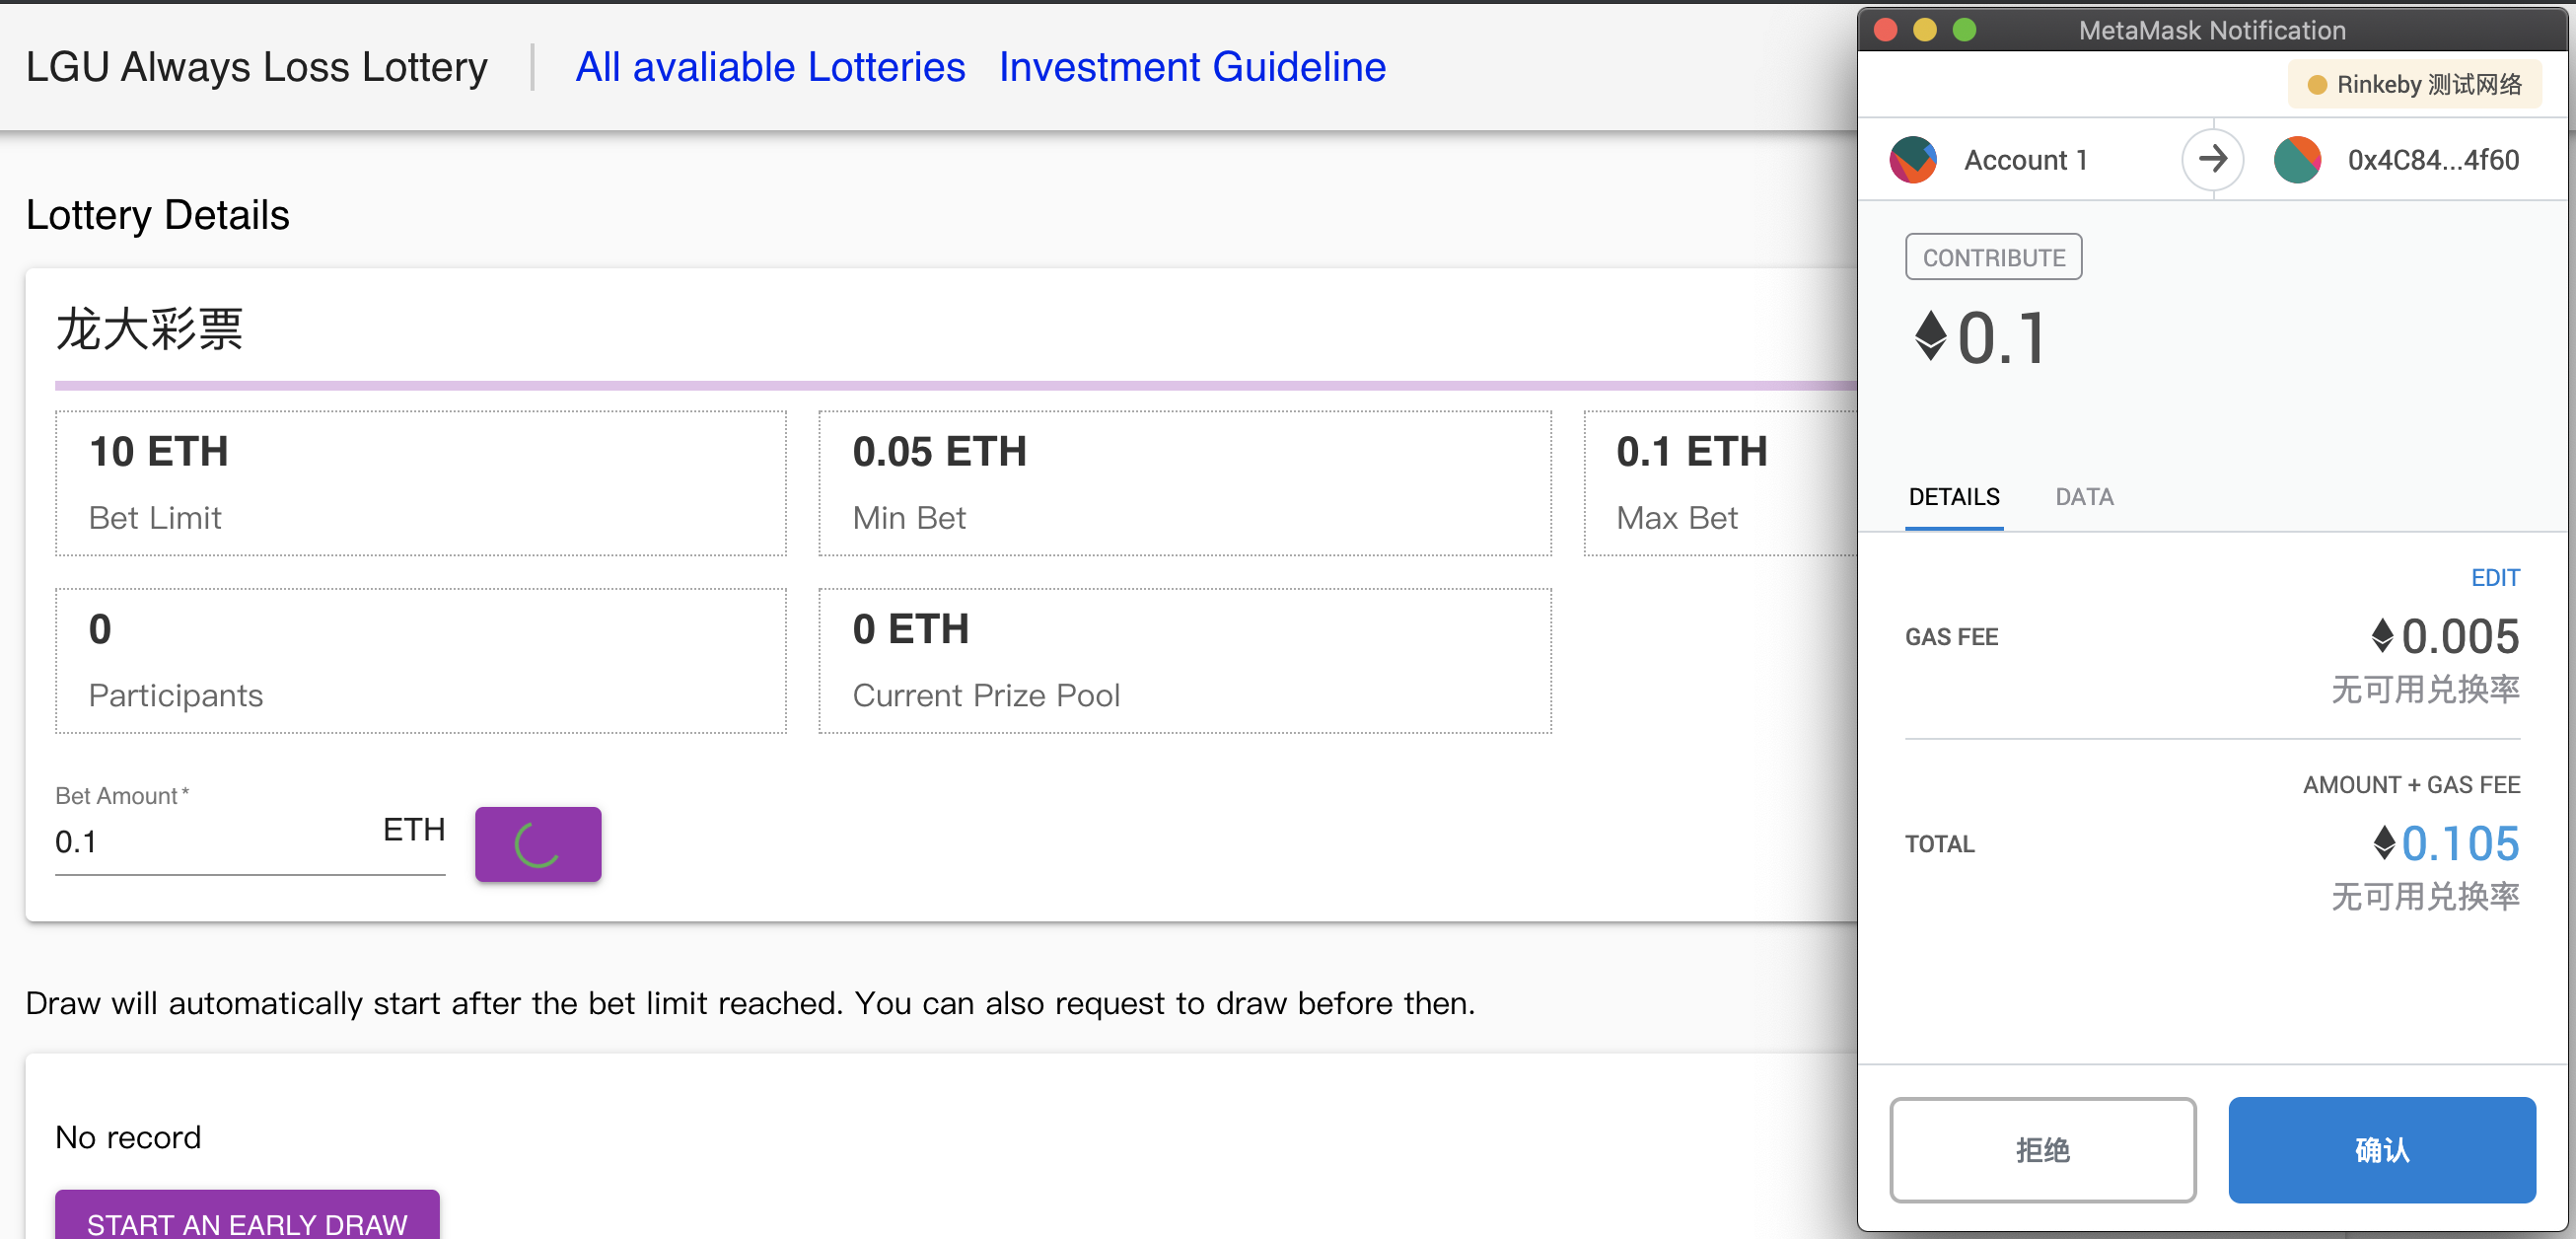 LGU Always Loss Lottery
All avaliable Lotteries
Investment Guideline
Lottery Details
龙大彩票
10 ETH
Bet Limit
0.05 ETH
Min Bet
0.1 ETH
Max Bet
0
Participants
0 ETH
Current Prize Pool
Bet Amount *
0.1
ETH
Draw will automatically start after the bet limit reached. You can also request to draw before then.
No record
START AN EARLY DRAW
MetaMask Notification
Rinkeby 测试网络
Account 1
0x4C84...4f60
CONTRIBUTE
0.1
DETAILS
DATA
EDIT
GAS FEE
0.005
无可用兑换率
AMOUNT + GAS FEE
TOTAL
0.105
无可用兑换率
拒绝
确认